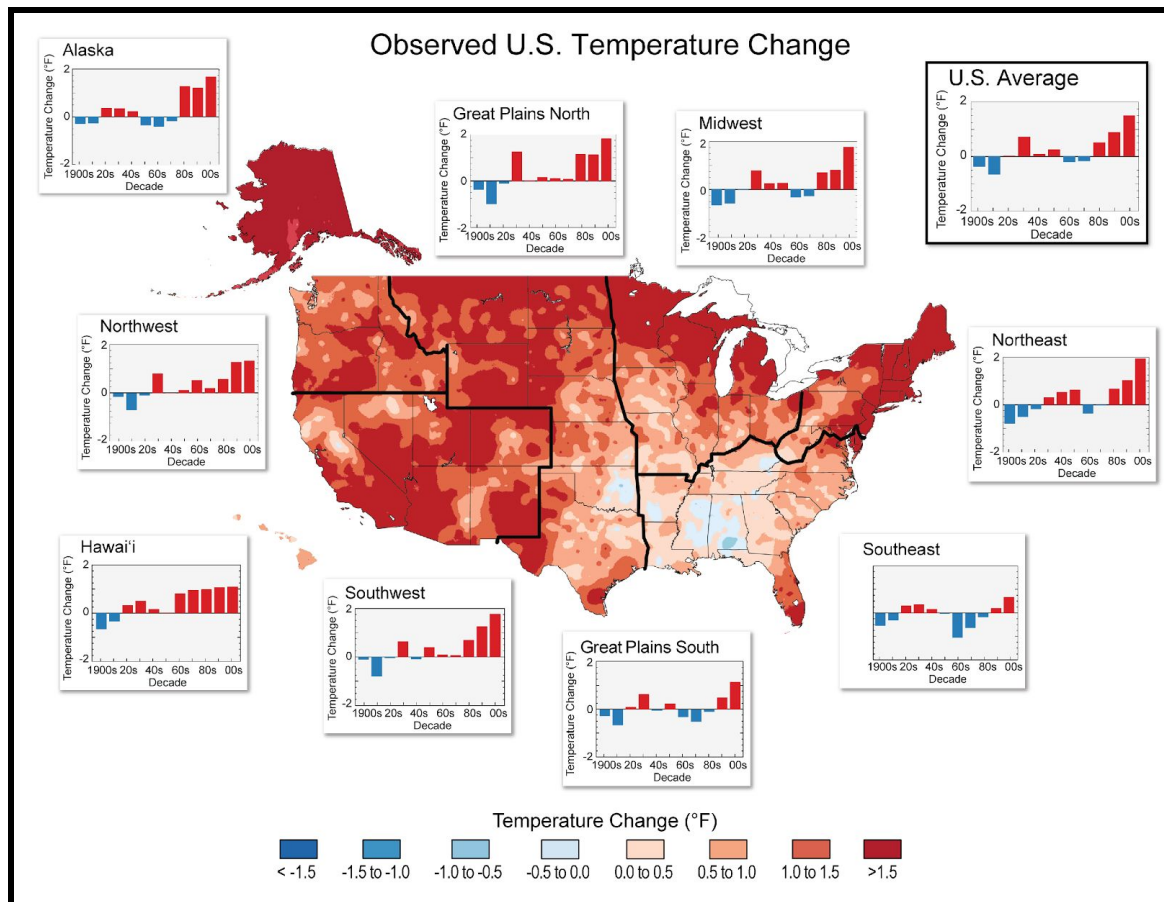 Observed U.S. Temperature Change
Alaska
Temperature Change (°F)
2
0
-2
1900s 20s 40s 60s 80s 00s
Decade
Great Plains North
Temperature Change (°F)
2
0
-2
1900s 20s 40s 60s 80s 00s
Decade
Midwest
Temperature Change (°F)
2
0
-2
1900s 20s 40s 60s 80s 00s
Decade
U.S. Average
Temperature Change (°F)
2
0
-2
1900s 20s 40s 60s 80s 00s
Decade
Northwest
Temperature Change (°F)
2
0
-2
1900s 20s 40s 60s 80s 00s
Decade
Northeast
Temperature Change (°F)
2
0
-2
1900s 20s 40s 60s 80s 00s
Decade
Hawai‘i
Temperature Change (°F)
2
0
-2
1900s 20s 40s 60s 80s 00s
Decade
Southwest
Temperature Change (°F)
2
0
-2
1900s 20s 40s 60s 80s 00s
Decade
Great Plains South
Temperature Change (°F)
2
0
-2
1900s 20s 40s 60s 80s 00s
Decade
Southeast
Temperature Change (°F)
2
0
-2
1900s 20s 40s 60s 80s 00s
Decade
Temperature Change (°F)
< -1.5
-1.5 to -1.0
-1.0 to -0.5
-0.5 to 0.0
0.0 to 0.5
0.5 to 1.0
1.0 to 1.5
>1.5